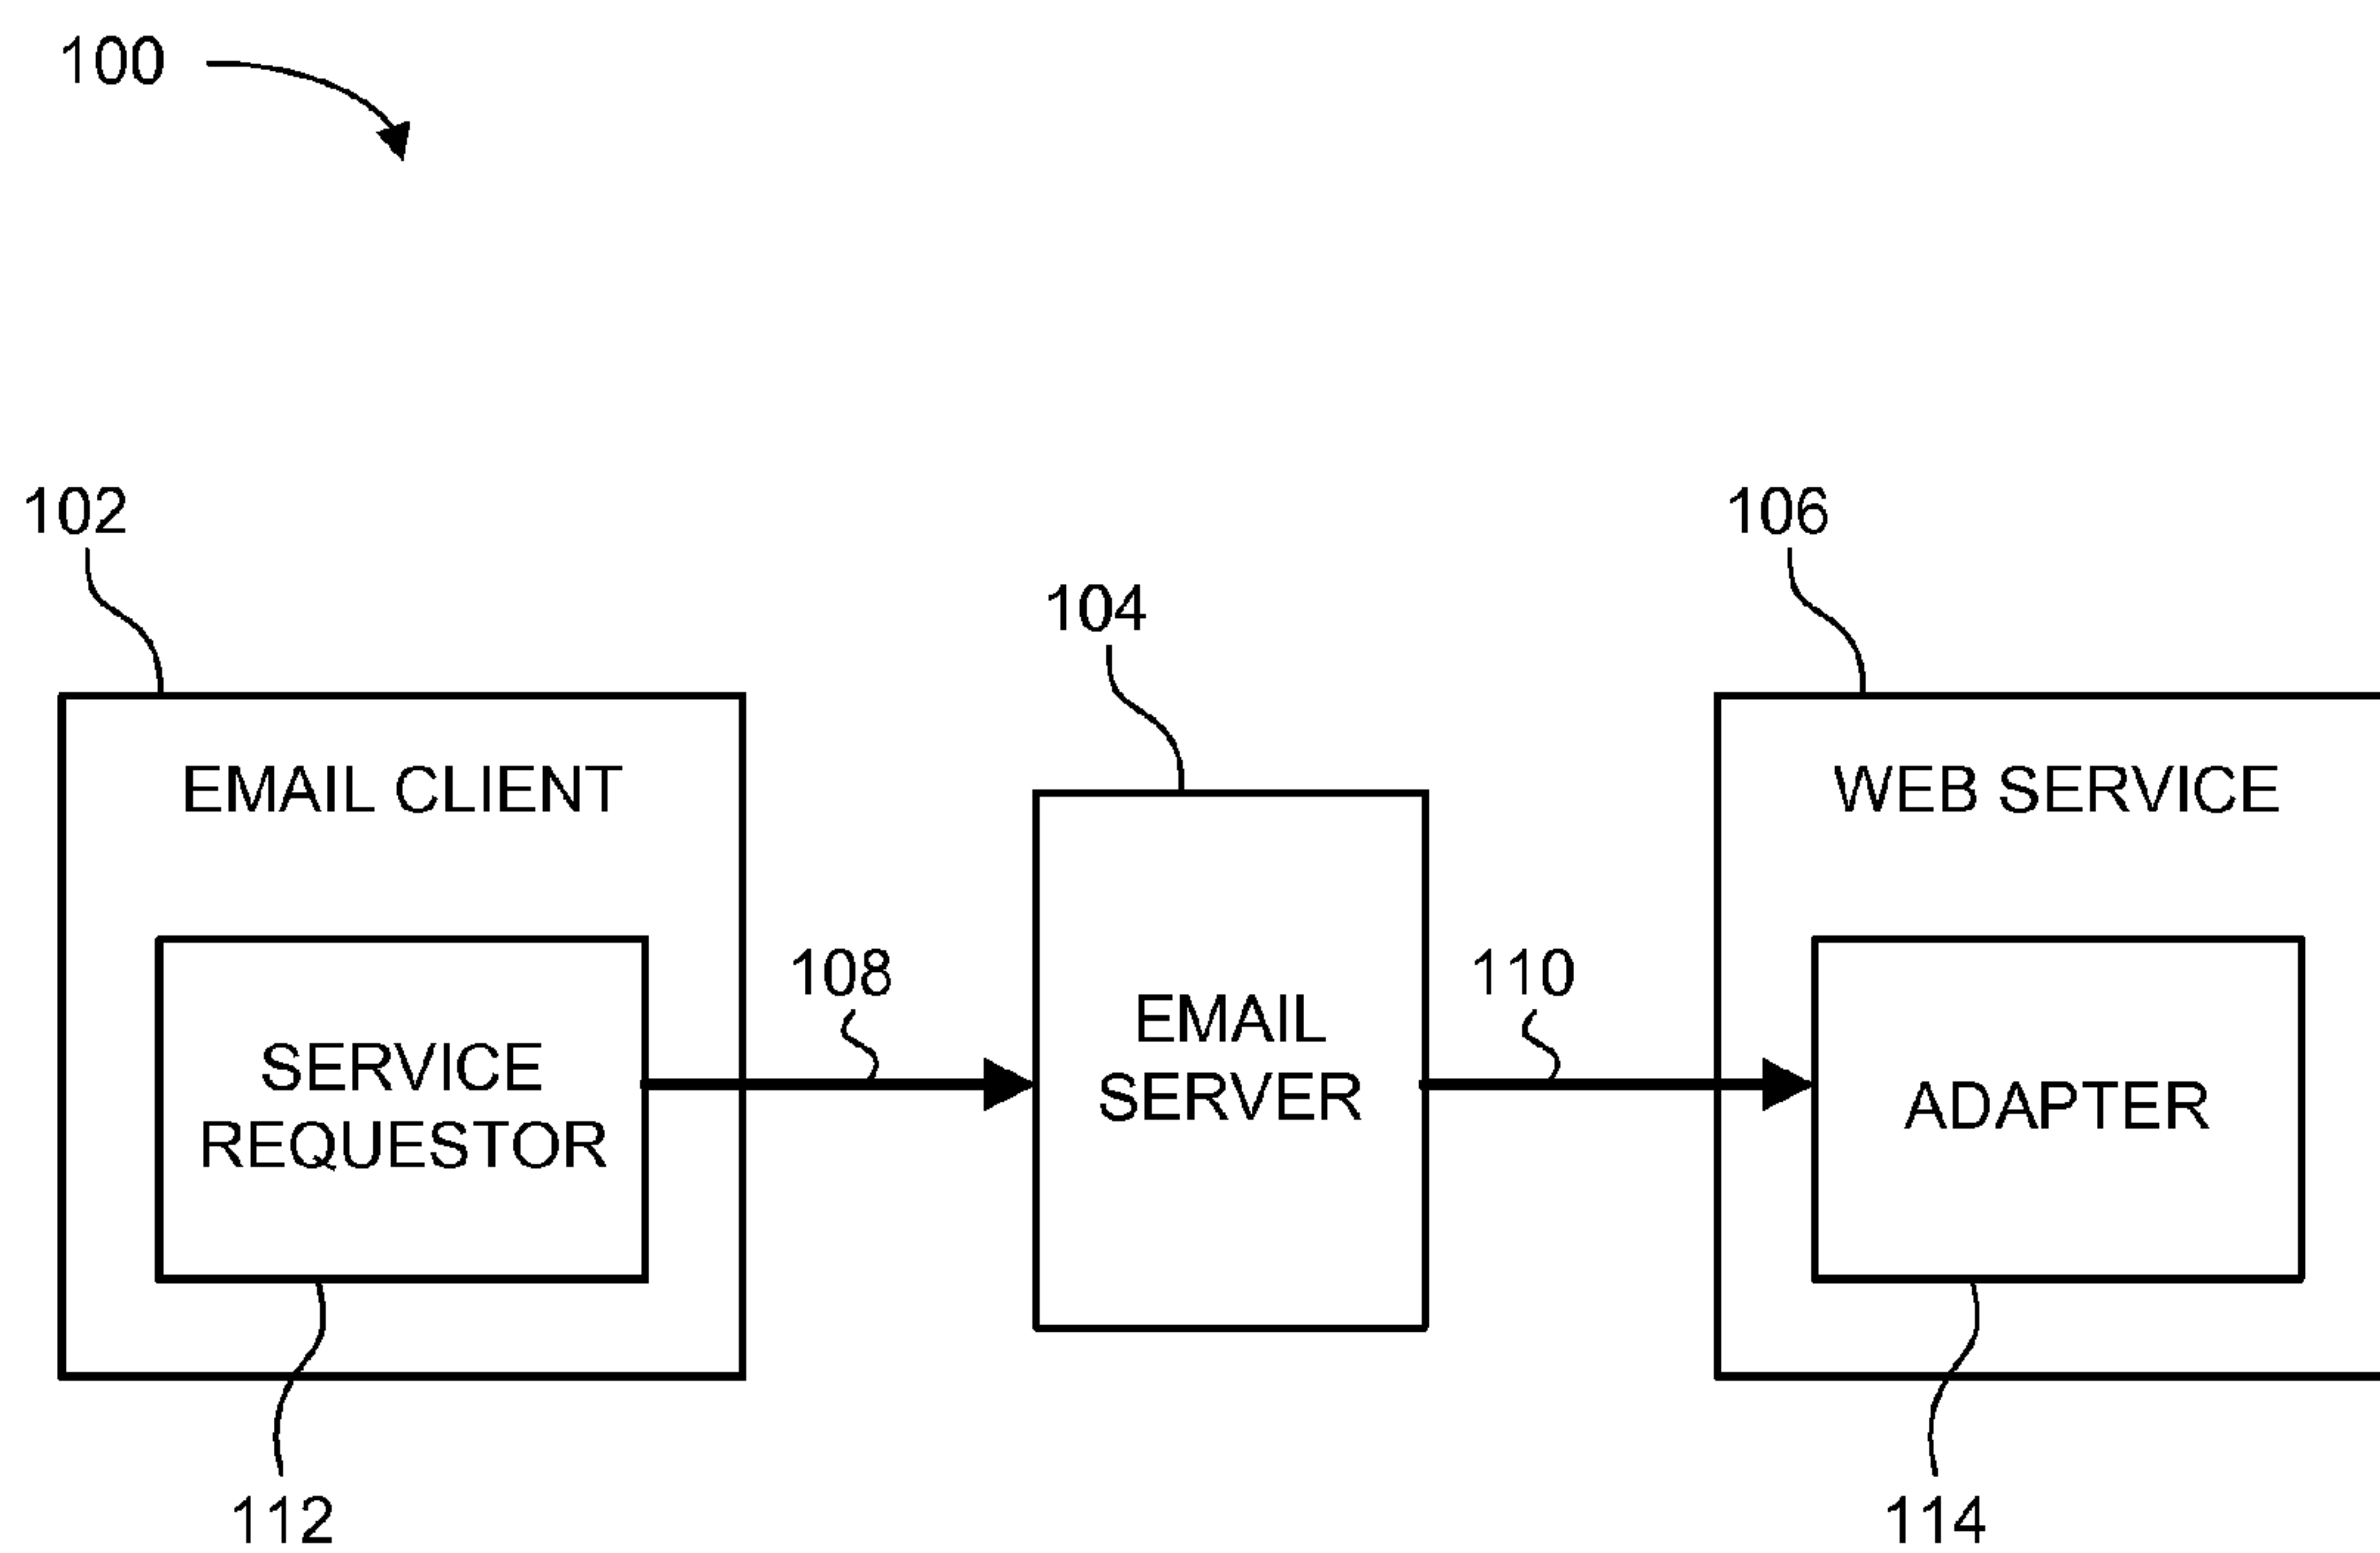 100
102
106
104
EMAIL CLIENT
WEB SERVICE
108
110
EMAIL
SERVER
SERVICE
REQUESTOR
ADAPTER
112
114